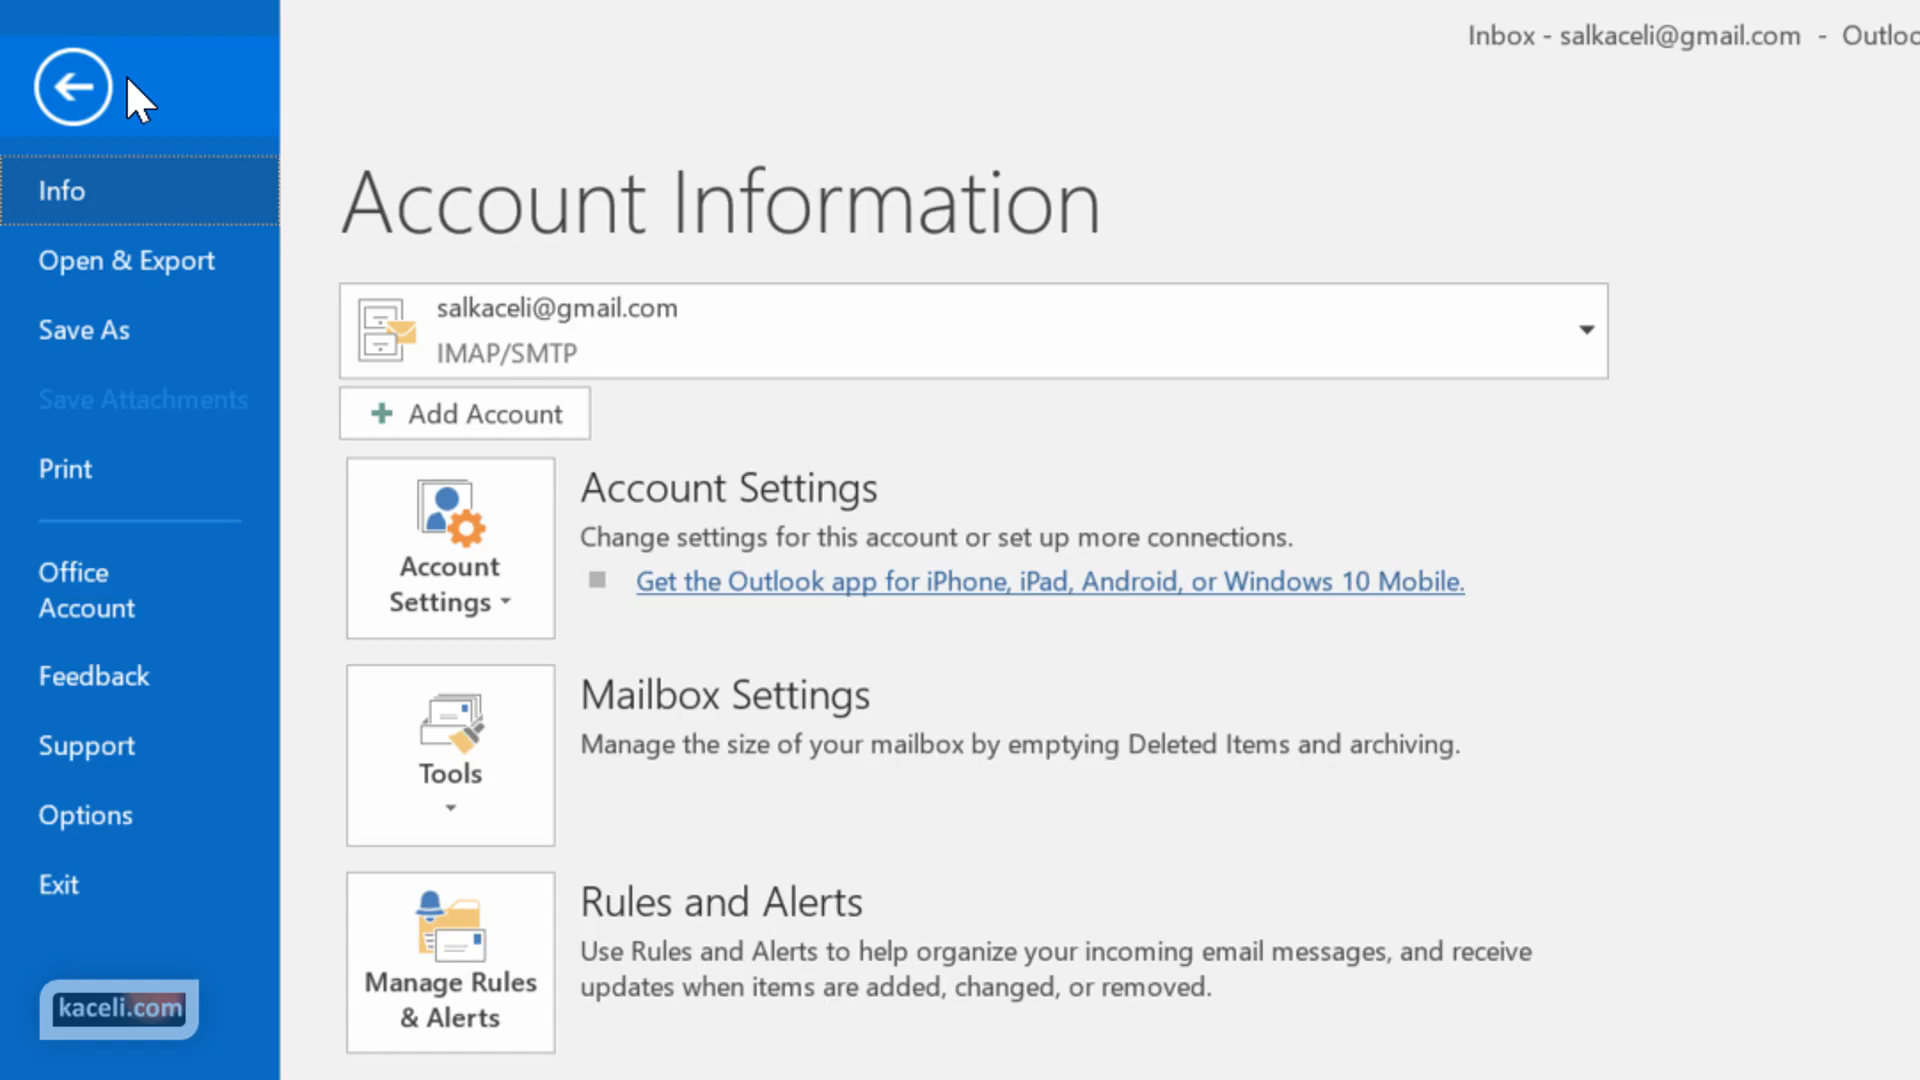 Inbox - salkaceli@gmail.com - Outloo
Info
Open & Export
Save As
Save Attachments
Print
Office
Account
Feedback
Support
Options
Exit
kaceli.com
Account Information
salkaceli@gmail.com
IMAP/SMTP
Add Account
Account
Settings
Account Settings
Change settings for this account or set up more connections.
Get the Outlook app for iPhone, iPad, Android, or Windows 10 Mobile.
Tools
Mailbox Settings
Manage the size of your mailbox by emptying Deleted Items and archiving.
Manage Rules
& Alerts
Rules and Alerts
Use Rules and Alerts to help organize your incoming email messages, and receive
updates when items are added, changed, or removed.